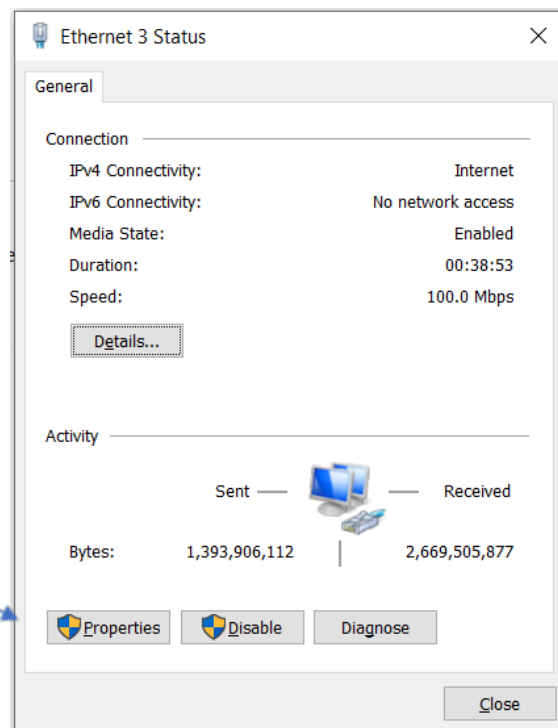 Ethernet 3 Status
General
Connection
IPv4 Connectivity: Internet
IPv6 Connectivity: No network access
Media State: Enabled
Duration: 00:38:53
Speed: 100.0 Mbps
Details...
Activity
Sent Received
Bytes: 1,393,906,112 2,669,505,877
Properties Disable Diagnose
Close